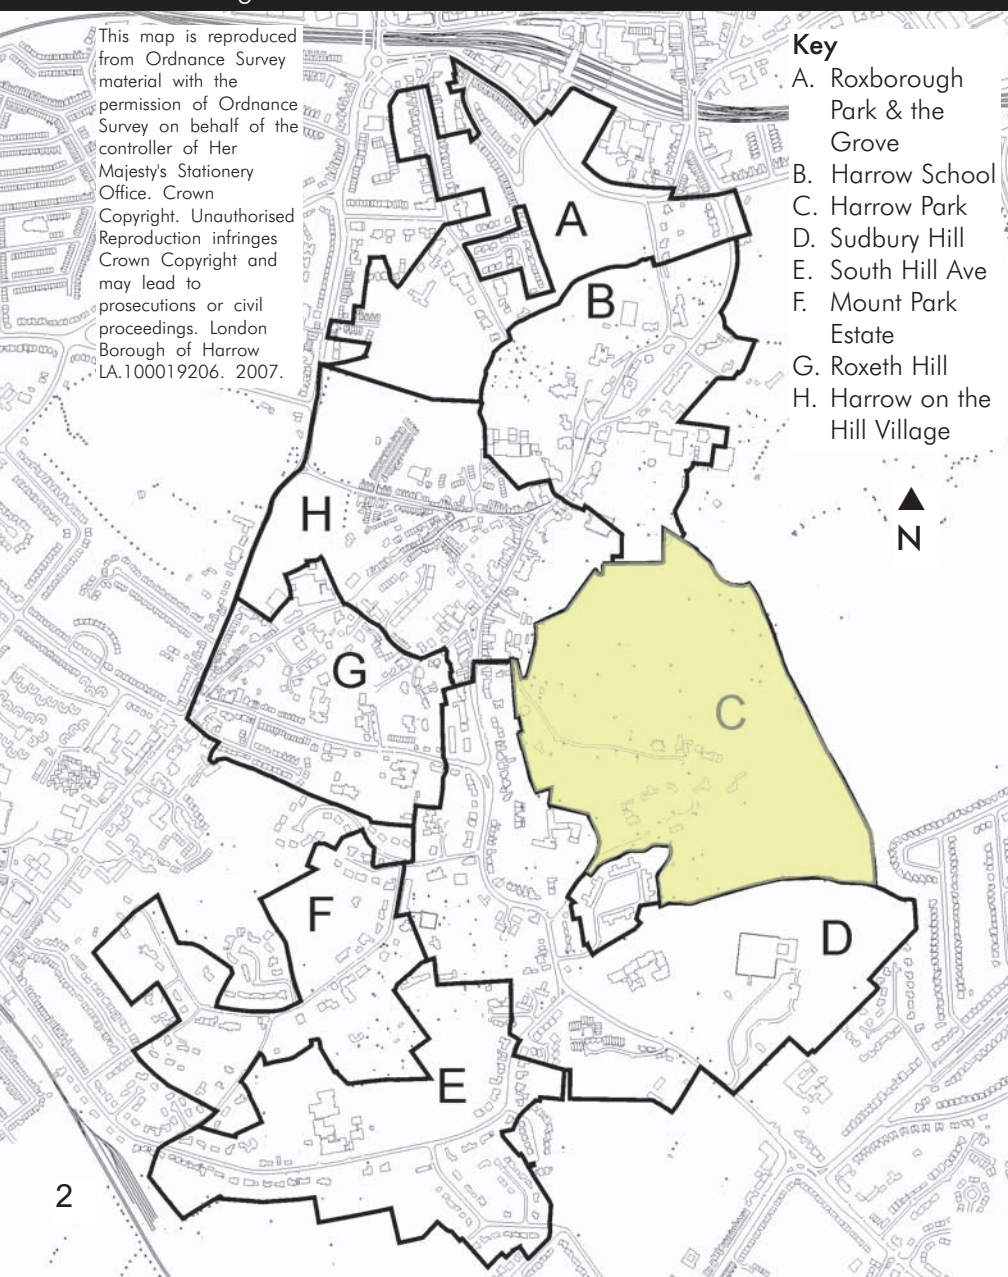 This map is reproduced
from Ordnance Survey
material with the
permission of Ordnance
Survey on behalf of the
controller of Her
Majesty's Stationery
Office. Crown
Copyright. Unauthorised
Reproduction infringes
Crown Copyright and
may lead to
prosecutions or civil
proceedings. London
Borough of Harrow
LA.100019206. 2007.
Key
A. Roxborough
Park & the
Grove
B. Harrow School
C. Harrow Park
D. Sudbury Hill
E. South Hill Ave
F. Mount Park
Estate
G. Roxeth Hill
H. Harrow on the
Hill Village
N
A
B
H
G
C
F
D
E
2